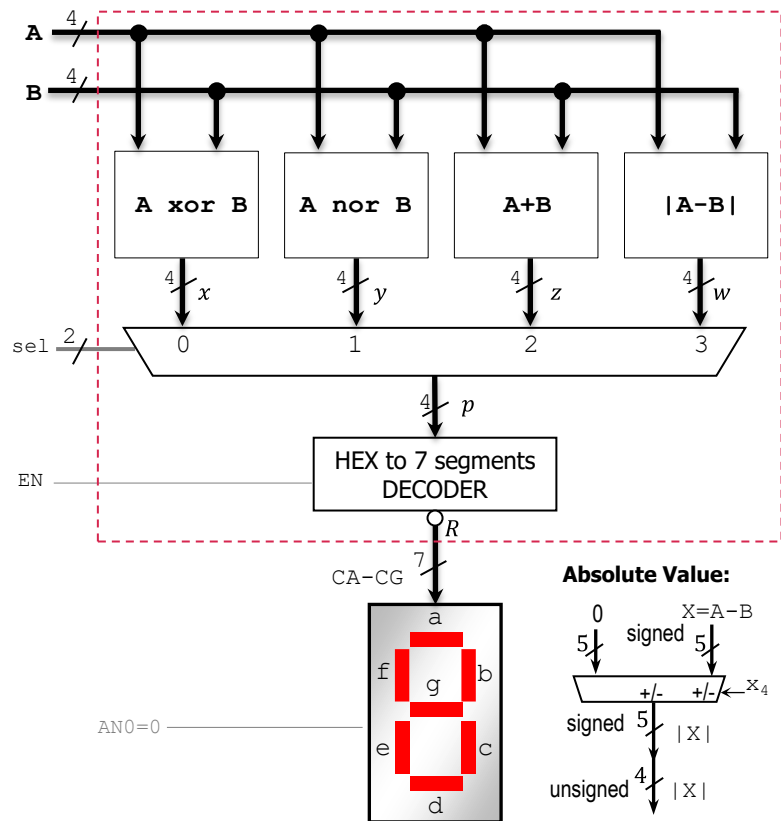 A 4
B 4
A xor B A nor B A+B |A-B|
4 x 4 y 4 z 4 w
sel 2 0 1 2 3
4 p
EN HEX to 7 segments
DECODER
R
7
CA-CG
Absolute Value:
0 X=A-B
5 signed 5
+/- +/- x₄
signed 5 |X|
unsigned 4 |X|
a
f b
g
AN0=0
e c
d